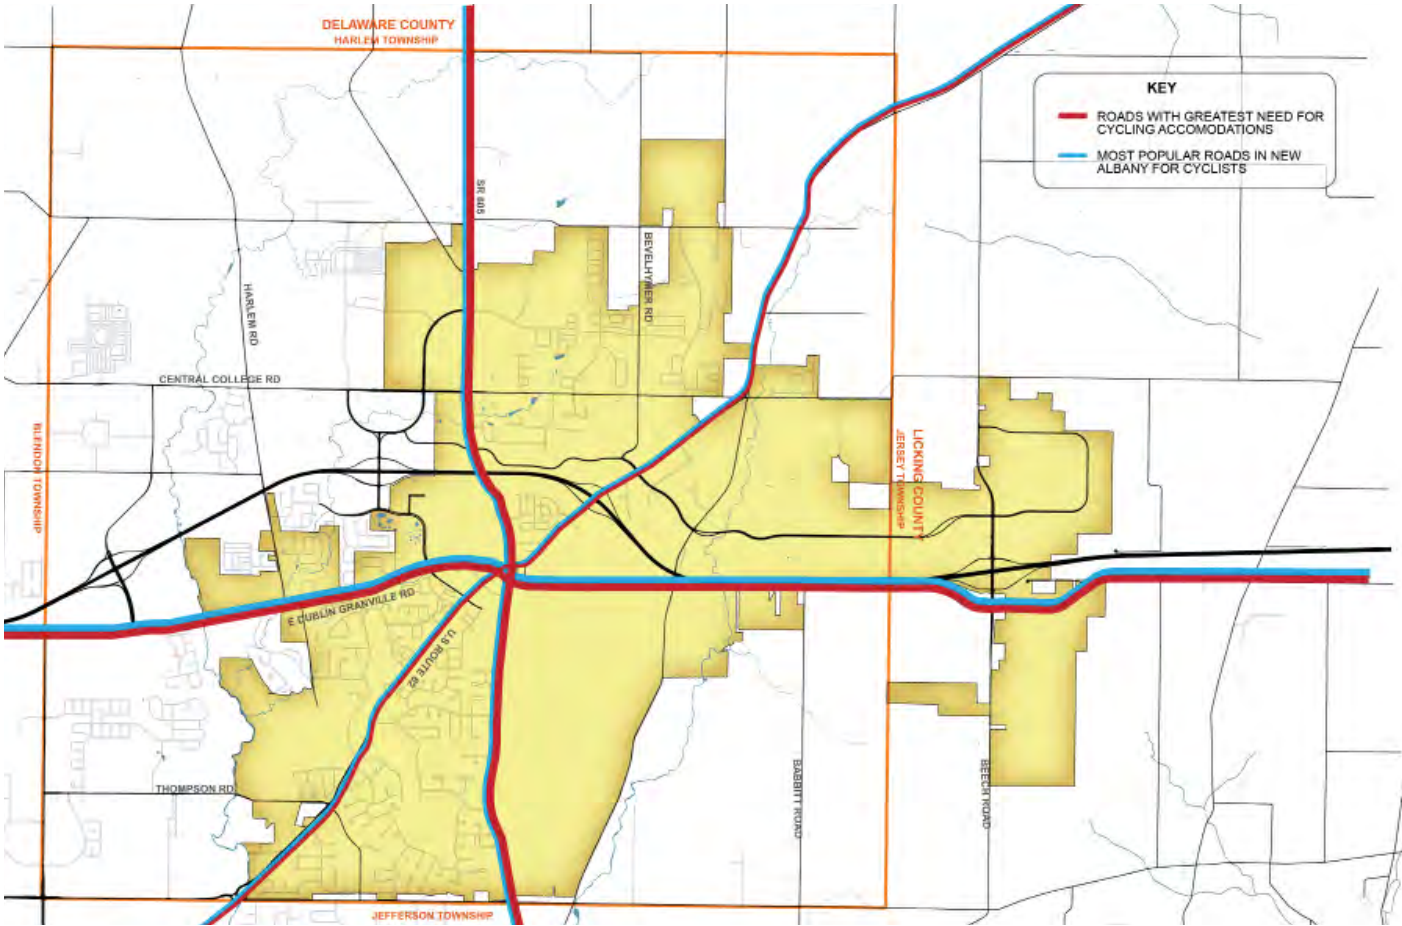 DELAWARE COUNTY
HARLEM TOWNSHIP
KEY
ROADS WITH GREATEST NEED FOR
CYCLING ACCOMODATIONS
MOST POPULAR ROADS IN NEW
ALBANY FOR CYCLISTS
SR 605
BEVELHYMER RD
HARLEM RD
CENTRAL COLLEGE RD
BLENDON TOWNSHIP
LICKING COUNTY
JERSEY TOWNSHIP
E DUBLIN GRANVILLE RD
U.S ROUTE 62
THOMPSON RD
BABBITT ROAD
BEECH ROAD
JEFFERSON TOWNSHIP